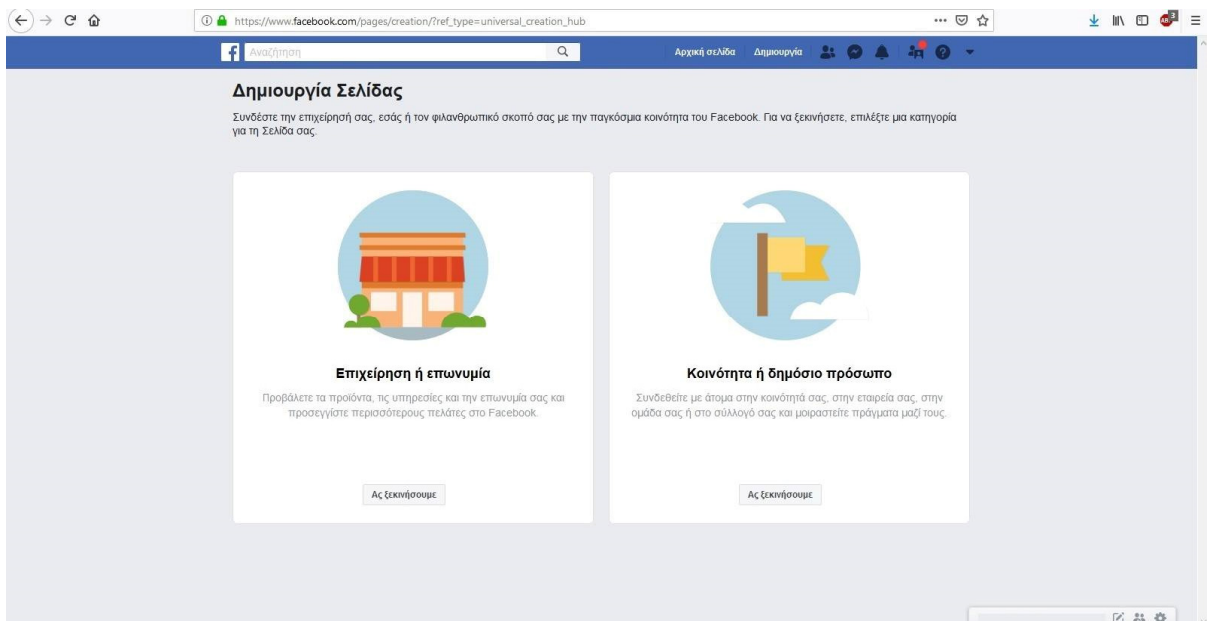 https://www.facebook.com/pages/creation/?ref_type=universal_creation_hub
3
f
Αναζήτηση
Αρχική σελίδα Δημιουργία
Δημιουργία Σελίδας
Συνδέστε την επιχείρησή σας, εσάς ή τον φιλανθρωπικό σκοπό σας με την παγκόσμια κοινότητα του Facebook. Για να ξεκινήσετε, επιλέξτε μια κατηγορία
για τη Σελίδα σας.
Επιχείρηση ή επωνυμία
Προβάλετε τα προϊόντα, τις υπηρεσίες και την επωνυμία σας και
προσεγγίστε περισσότερους πελάτες στο Facebook.
Ας ξεκινήσουμε
Κοινότητα ή δημόσιο πρόσωπο
Συνδεθείτε με άτομα στην κοινότητά σας, στην εταιρεία σας, στην
ομάδα σας ή στο σύλλογό σας και μοιραστείτε πράγματα μαζί τους.
Ας ξεκινήσουμε